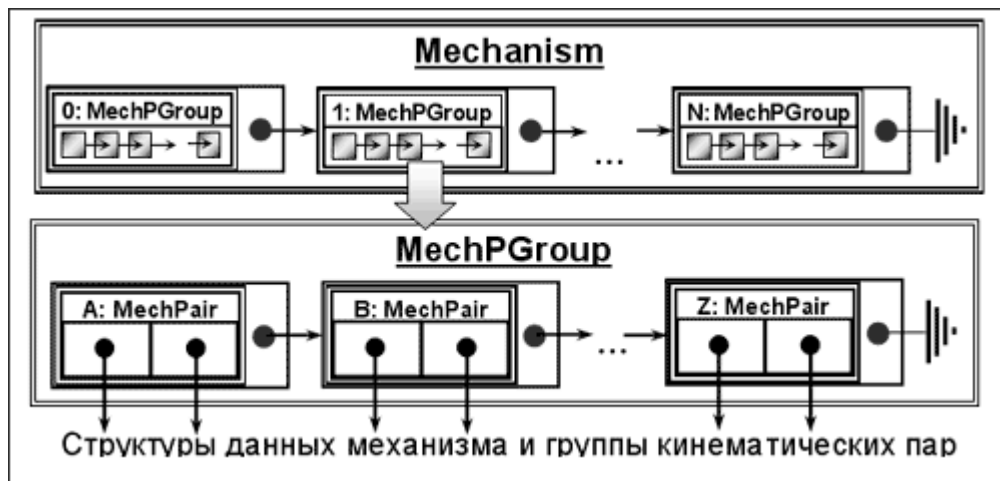 Mechanism
0: MechPGroup 1: MechPGroup N: MechPGroup
...
MechPGroup
A: MechPair B: MechPair Z: MechPair
...
Структуры данных механизма и группы кинематических пар